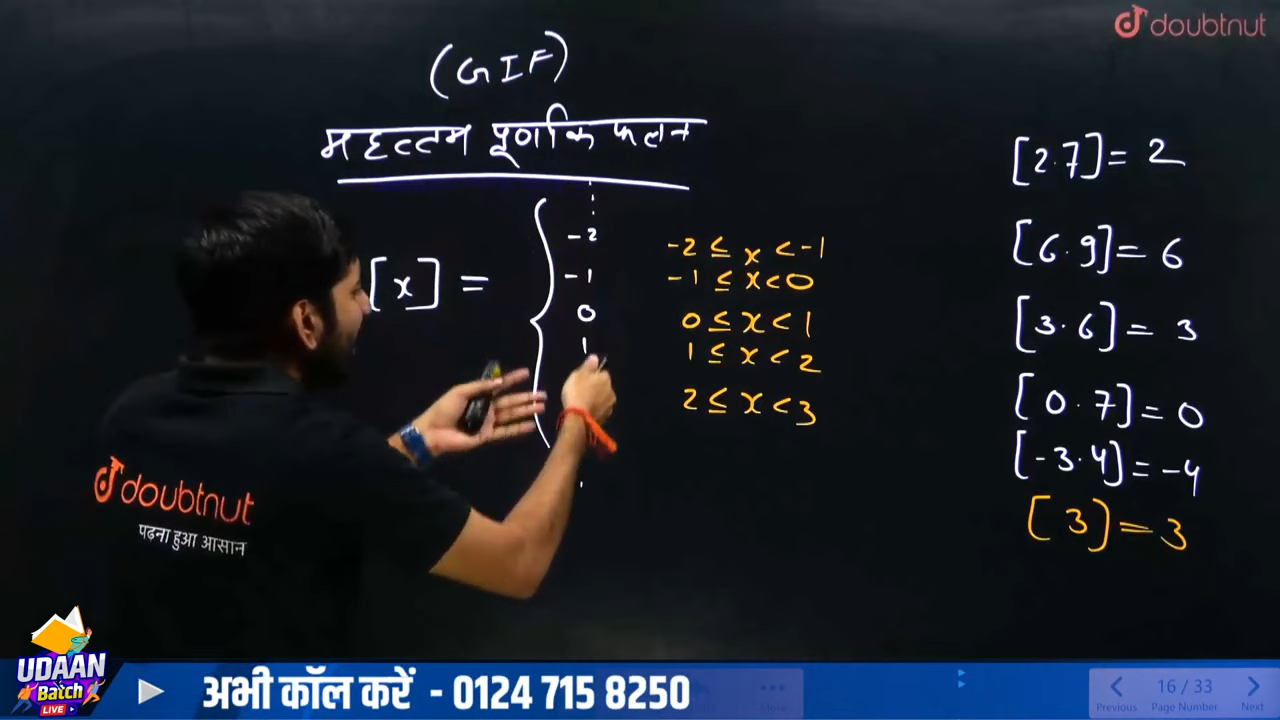 doubtnut
(GIF)
महत्तम पूर्णांक फलन
[x] =
-2 -2 ≤ x < -1
-1 -1 ≤ x < 0
0 0 ≤ x < 1
1 1 ≤ x < 2
2 ≤ x < 3
[2.7] = 2
[6.9] = 6
[3.6] = 3
[0.7] = 0
[-3.4] = -4
[3] = 3
doubtnut
पढ़ना हुआ आसान
UDAAN
Batch
LIVE
अभी कॉल करें - 0124 715 8250
16 / 33
Previous Page Number Next